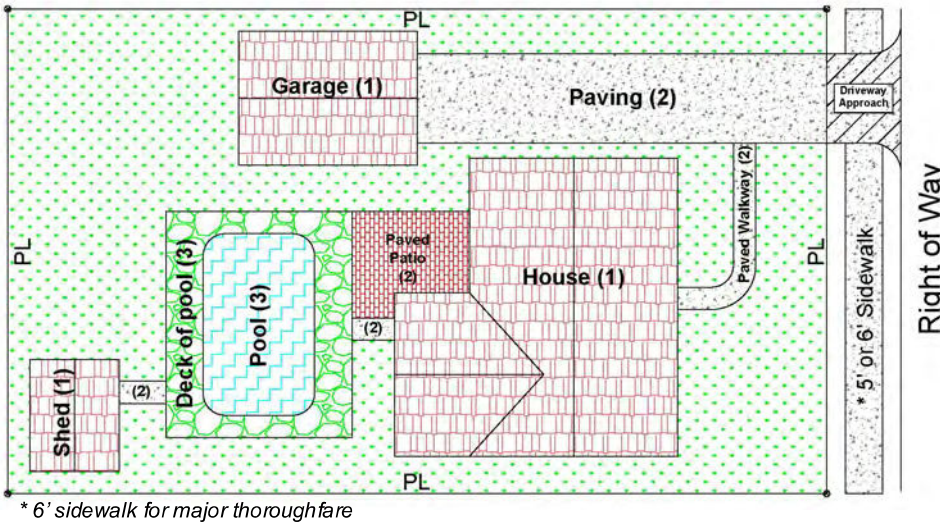 PL
Garage (1)
Paving (2)
Driveway
Approach
Paved Walkway (2)
PL
Deck of pool (3)
Pool (3)
Paved
Patio
(2)
House (1)
(2)
PL
* 5' or 6' Sidewalk
Right of Way
Shed (1)
(2)
PL
* 6' sidewalk for major thoroughfare